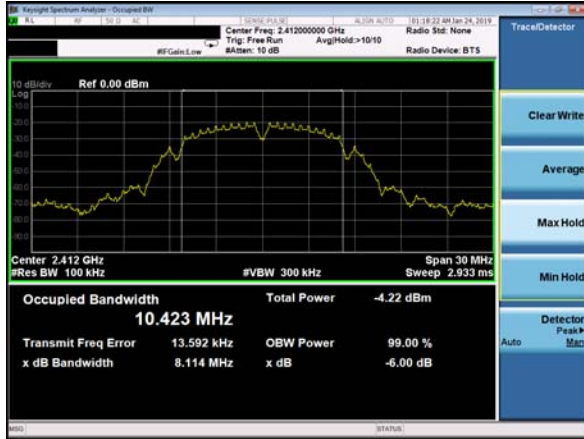 Keysight Spectrum Analyzer - Occupied BW
RL RF 50 Ω AC SENSE:PULSE ALIGN AUTO 01:18:22 AM Jan 24, 2019
Center Freq: 2.412000000 GHz Radio Std: None
Trig: Free Run Avg|Hold:>10/10
#IFGain:Low #Atten: 10 dB Radio Device: BTS
10 dB/div Ref 0.00 dBm
Log
Center 2.412 GHz Span 30 MHz
#Res BW 100 kHz #VBW 300 kHz Sweep 2.933 ms
Occupied Bandwidth Total Power -4.22 dBm
10.423 MHz
Transmit Freq Error 13.592 kHz OBW Power 99.00 %
x dB Bandwidth 8.114 MHz x dB -6.00 dB
MSG STATUS
Trace/Detector
Clear Write
Average
Max Hold
Min Hold
Detector
Peak▶
Auto Man